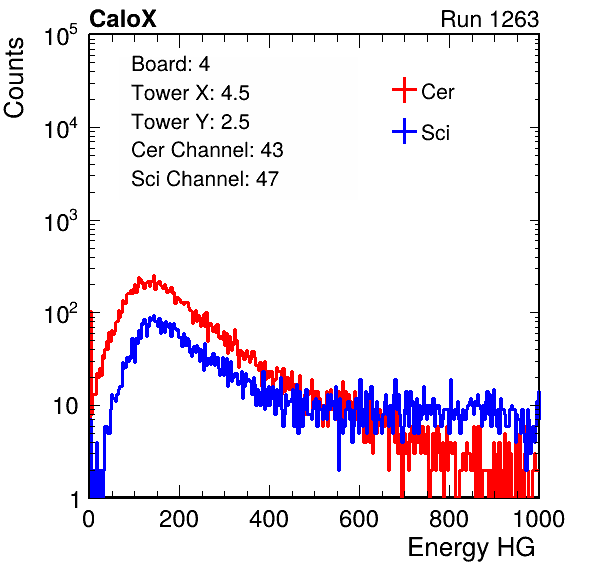 CaloX Run 1263
Counts
10^5
10^4
10^3
10^2
10
1
Board: 4
Tower X: 4.5
Tower Y: 2.5
Cer Channel: 43
Sci Channel: 47
Cer
Sci
0 200 400 600 800 1000
Energy HG